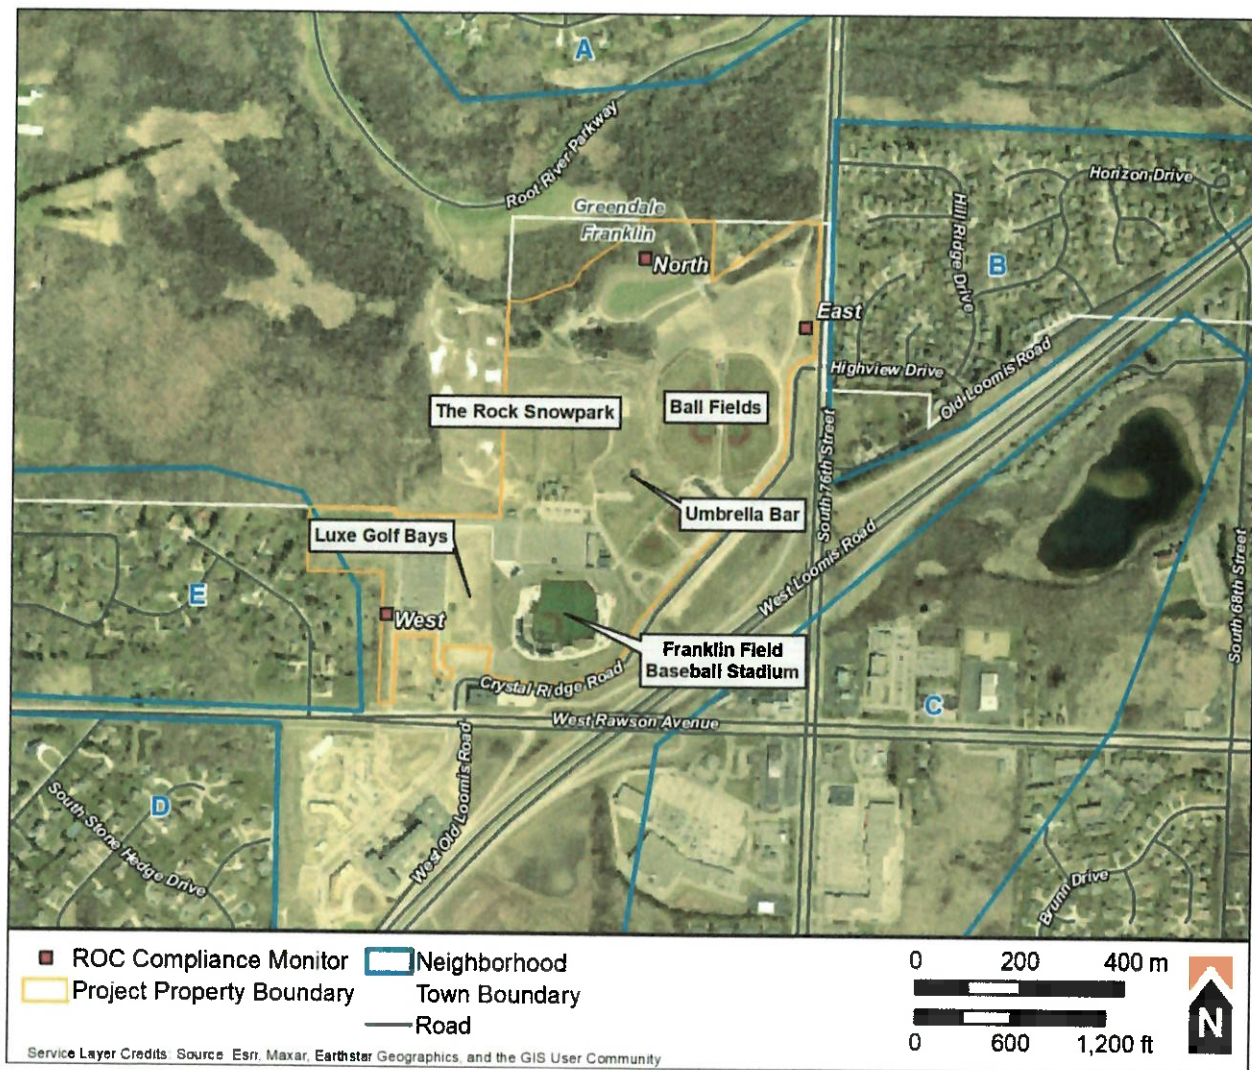 A
Root River Parkway
Greendale
Franklin
Horizon Drive
Hill Ridge Drive
B
North
East
Highview Drive
Old Loomis Road
The Rock Snowpark
Ball Fields
South 76th Street
Umbrella Bar
Luxe Golf Bays
West Loomis Road
South 68th Street
E
West
Franklin Field
Baseball Stadium
Crystal Ridge Road
C
West Rawson Avenue
D
South Stone Hedge Drive
West Old Loomis Road
Brunn Drive
ROC Compliance Monitor
Neighborhood
Project Property Boundary
Town Boundary
Road
0 200 400 m
0 600 1,200 ft
N
Service Layer Credits: Source Esri, Maxar, Earthstar Geographics, and the GIS User Community